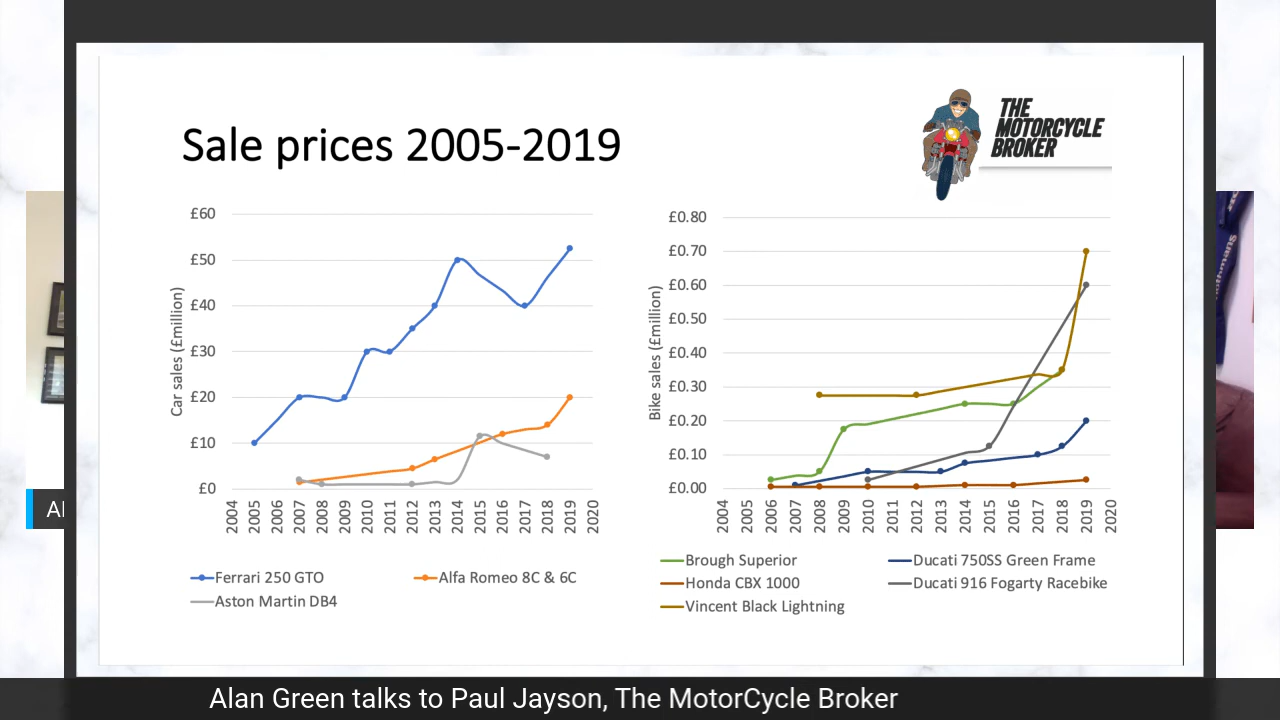 Sale prices 2005-2019
THE
MOTORCYCLE
BROKER
Car sales (£million)
£60
£50
£40
£30
£20
£10
£0
2004 2005 2006 2007 2008 2009 2010 2011 2012 2013 2014 2015 2016 2017 2018 2019 2020
Ferrari 250 GTO
Alfa Romeo 8C & 6C
Aston Martin DB4
Bike sales (£million)
£0.80
£0.70
£0.60
£0.50
£0.40
£0.30
£0.20
£0.10
£0.00
2004 2005 2006 2007 2008 2009 2010 2011 2012 2013 2014 2015 2016 2017 2018 2019 2020
Brough Superior
Ducati 750SS Green Frame
Honda CBX 1000
Ducati 916 Fogarty Racebike
Vincent Black Lightning
Al
Alan Green talks to Paul Jayson, The MotorCycle Broker